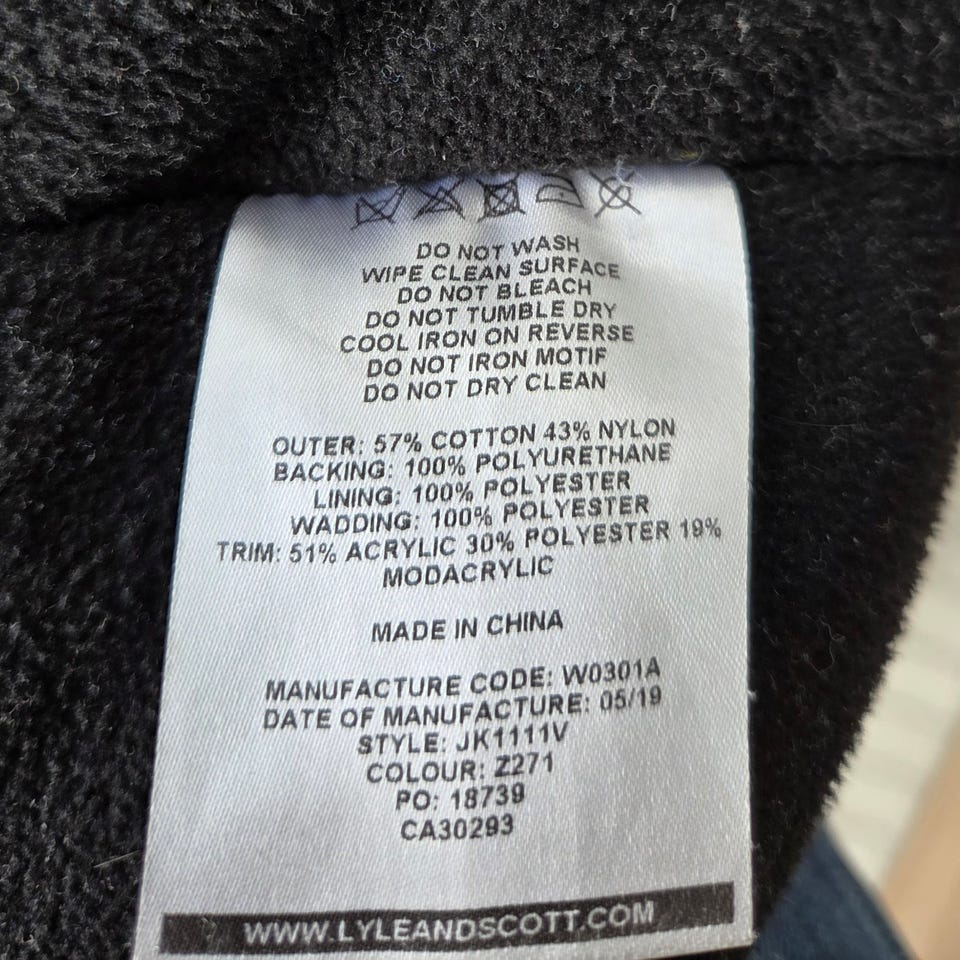 DO NOT WASH
WIPE CLEAN SURFACE
DO NOT BLEACH
DO NOT TUMBLE DRY
COOL IRON ON REVERSE
DO NOT IRON MOTIF
DO NOT DRY CLEAN
OUTER: 57% COTTON 43% NYLON
BACKING: 100% POLYURETHANE
LINING: 100% POLYESTER
WADDING: 100% POLYESTER
TRIM: 51% ACRYLIC 30% POLYESTER 19%
MODACRYLIC
MADE IN CHINA
MANUFACTURE CODE: W0301A
DATE OF MANUFACTURE: 05/19
STYLE: JK1111V
COLOUR: Z271
PO: 18739
CA30293
WWW.LYLEANDSCOTT.COM